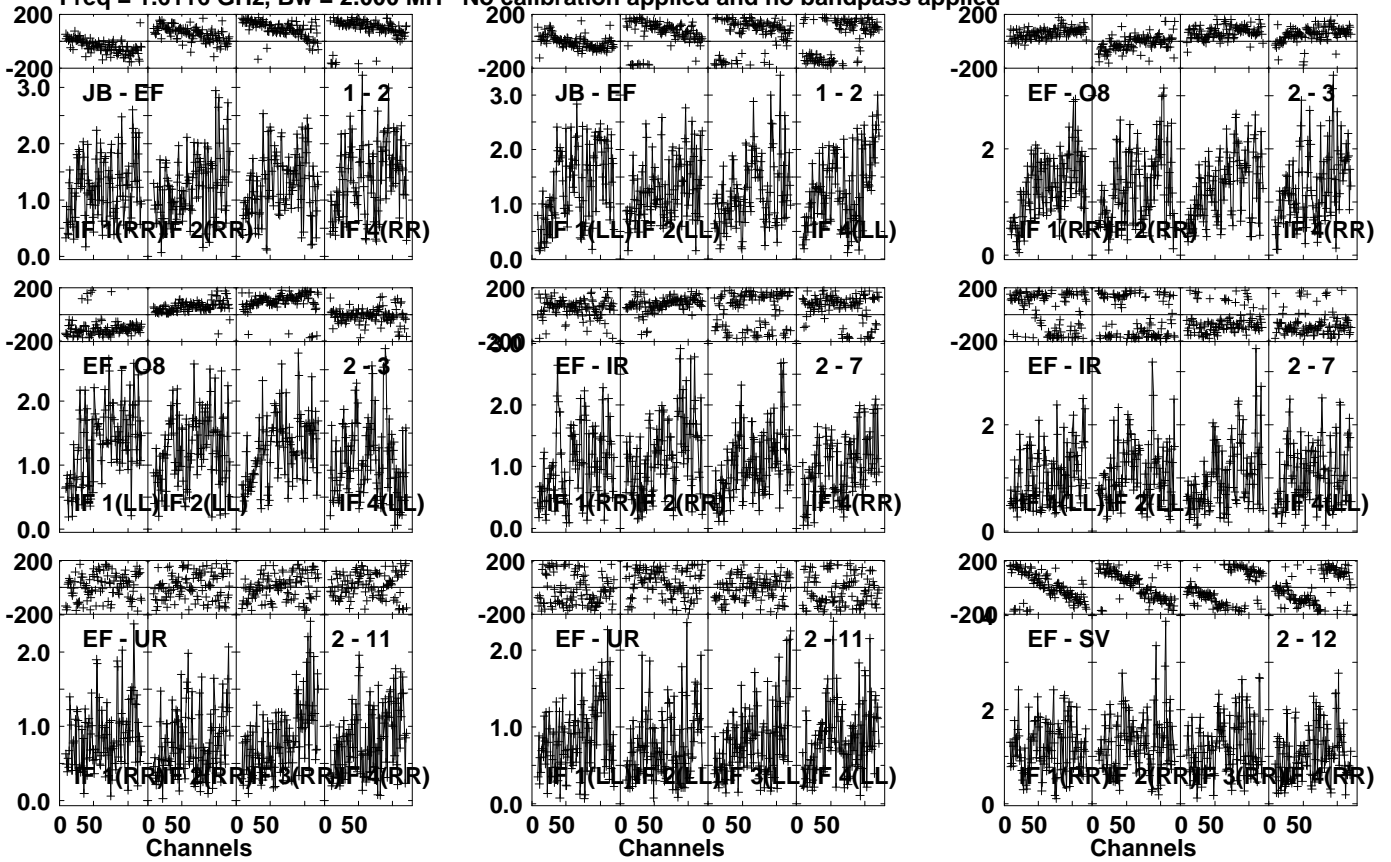 Freq = GHz, Bw = 2.000 MH No calibration applied and no bandpass applied
200
-200
3.0
2.0
1.0
0.0
JB - EF 1 - 2
IF 1(RR) IF 2(RR) IF 4(RR)
200
-200
3.0
2.0
1.0
0.0
JB - EF 1 - 2
IF 1(LL) IF 2(LL) IF 4(LL)
200
-200
2
0
EF - O8 2 - 3
IF 1(RR) IF 2(RR) IF 4(RR)
200
-200
2.0
1.0
0.0
EF - O8 2 - 3
IF 1(LL) IF 2(LL) IF 4(LL)
200
-200
3.0
2.0
1.0
0.0
EF - IR 2 - 7
IF 1(RR) IF 2(RR) IF 4(RR)
200
-200
2
0
EF - IR 2 - 7
IF 1(LL) IF 2(LL) IF 4(LL)
200
-200
2.0
1.0
0.0
EF - UR 2 - 11
IF 1(RR) IF 2(RR) IF 3(RR) IF 4(RR)
0 50 0 50 0 50 0 50
Channels
200
-200
2.0
1.0
0.0
EF - UR 2 - 11
IF 1(LL) IF 2(LL) IF 3(LL) IF 4(LL)
0 50 0 50 0 50 0 50
Channels
200
-200
4
2
0
EF - SV 2 - 12
IF 1(RR) IF 2(RR) IF 3(RR) IF 4(RR)
0 50 0 50 0 50 0 50
Channels